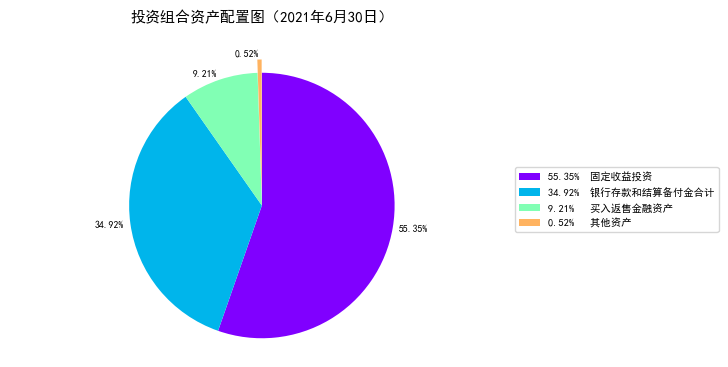 投资组合资产配置图（2021年6月30日）
0.52%
9.21%
34.92%
55.35%
55.35% 固定收益投资
34.92% 银行存款和结算备付金合计
9.21% 买入返售金融资产
0.52% 其他资产